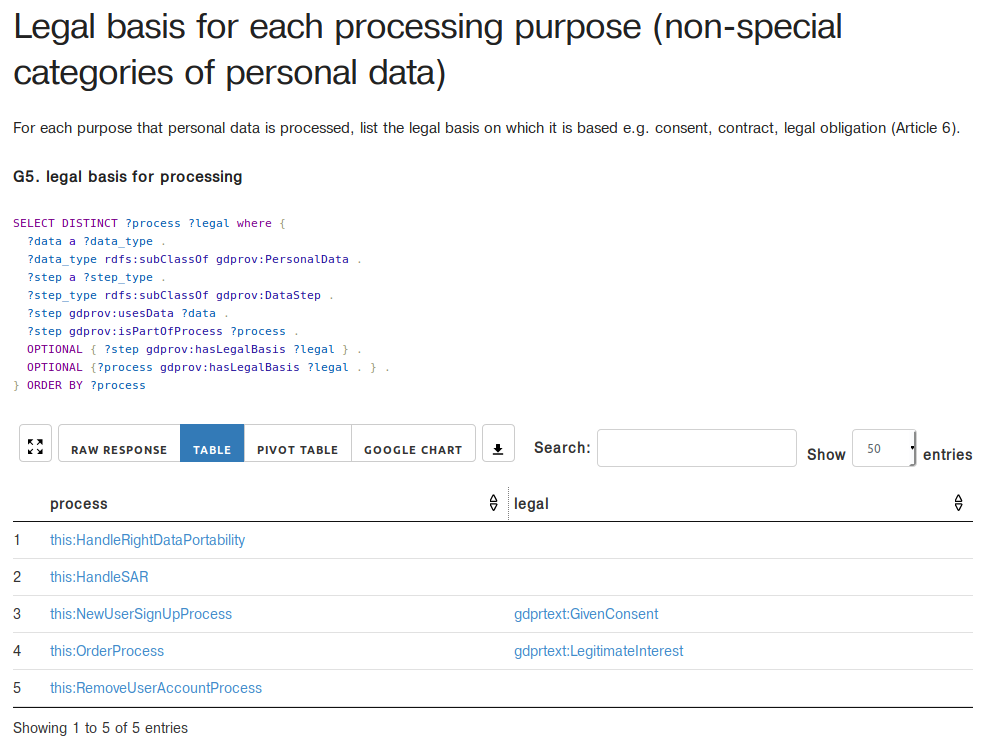 Legal basis for each processing purpose (non-special
categories of personal data)
For each purpose that personal data is processed, list the legal basis on which it is based e.g. consent, contract, legal obligation (Article 6).
G5. legal basis for processing
SELECT DISTINCT ?process ?legal where {
?data a ?data_type .
?data_type rdfs:subClassOf gdprov:PersonalData .
?step a ?step_type .
?step_type rdfs:subClassOf gdprov:DataStep .
?step gdprov:usesData ?data .
?step gdprov:isPartOfProcess ?process .
OPTIONAL { ?step gdprov:hasLegalBasis ?legal } .
OPTIONAL {?process gdprov:hasLegalBasis ?legal . } .
} ORDER BY ?process
RAW RESPONSE TABLE PIVOT TABLE GOOGLE CHART Search: Show 50 entries
process legal
1 this:HandleRightDataPortability
2 this:HandleSAR
3 this:NewUserSignUpProcess gdprtext:GivenConsent
4 this:OrderProcess gdprtext:LegitimateInterest
5 this:RemoveUserAccountProcess
Showing 1 to 5 of 5 entries